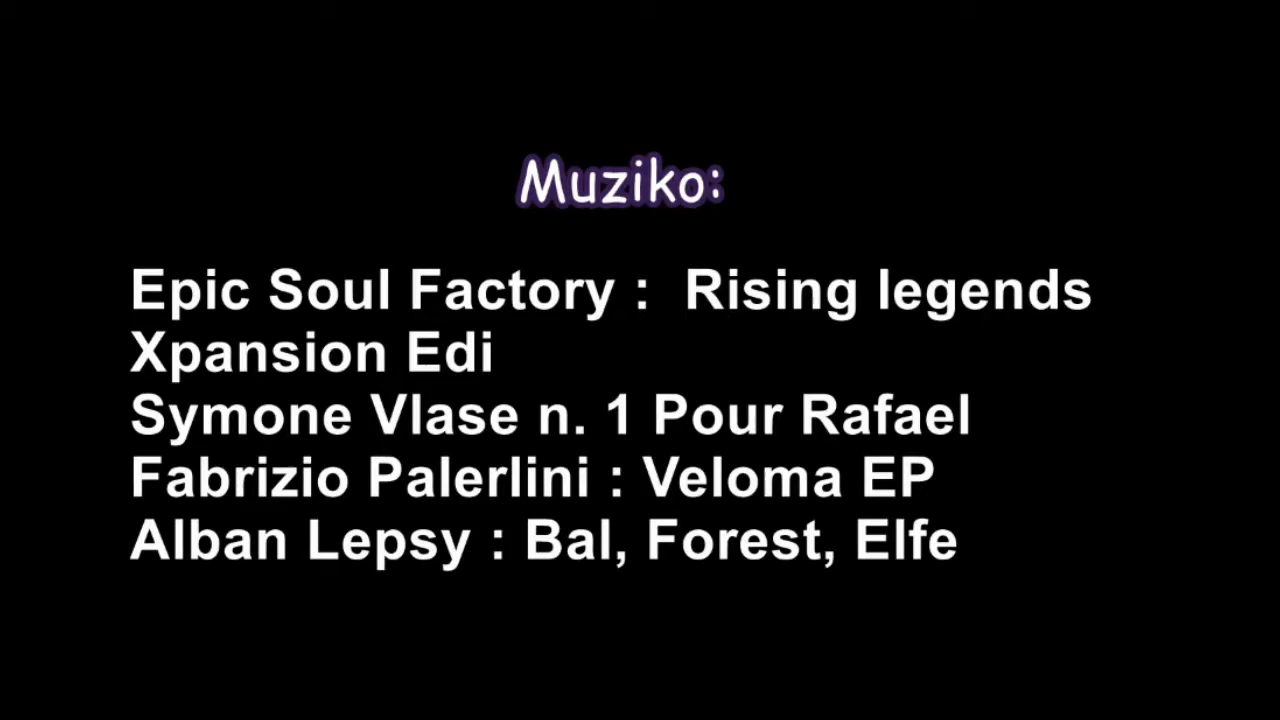 Muziko:
Epic Soul Factory :  Rising legends
Xpansion Edi
Symone Vlase n. 1 Pour Rafael
Fabrizio Palerlini : Veloma EP
Alban Lepsy : Bal, Forest, Elfe